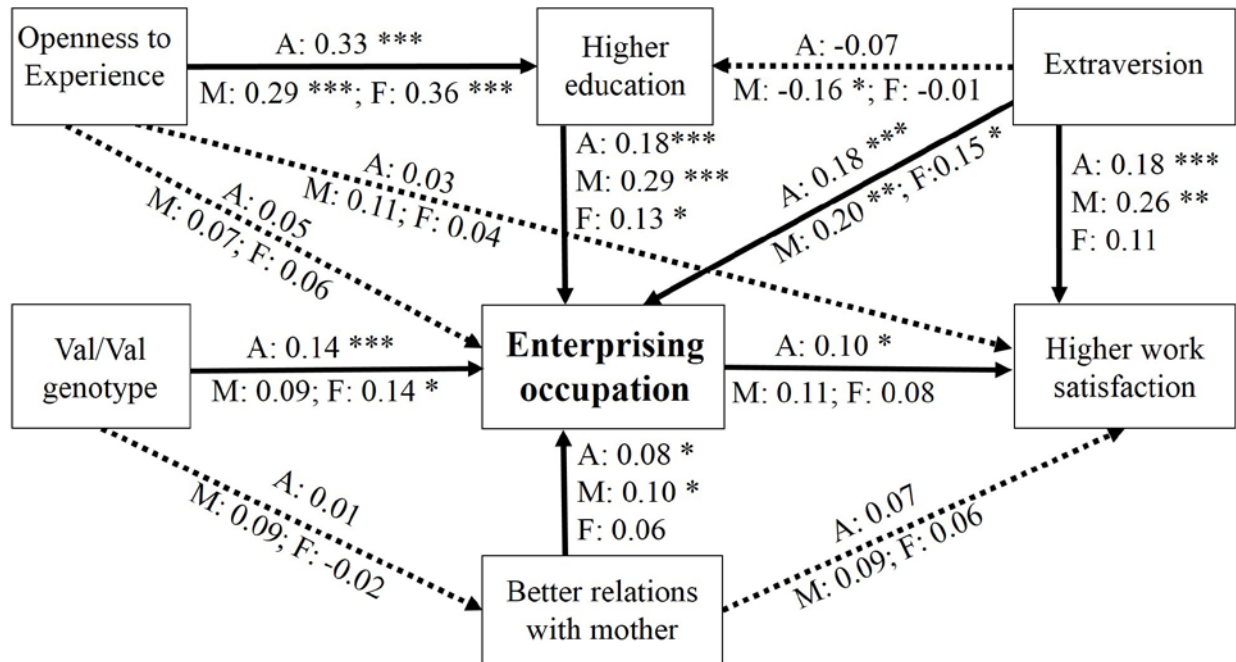 Openness to
Experience
A: 0.33 ***
M: 0.29 ***; F: 0.36 ***
Higher
education
A: -0.07
M: -0.16 *; F: -0.01
Extraversion
A: 0.18***
M: 0.29 ***
F: 0.13 *
A: 0.18 ***
M: 0.20 **; F:0.15 *
A: 0.18 ***
M: 0.26 **
F: 0.11
A: 0.03
M: 0.11; F: 0.04
A: 0.05
M: 0.07; F: 0.06
Val/Val
genotype
A: 0.14 ***
M: 0.09; F: 0.14 *
Enterprising
occupation
A: 0.10 *
M: 0.11; F: 0.08
Higher work
satisfaction
A: 0.01
M: 0.09; F: -0.02
A: 0.08 *
M: 0.10 *
F: 0.06
A: 0.07
M: 0.09; F: 0.06
Better relations
with mother